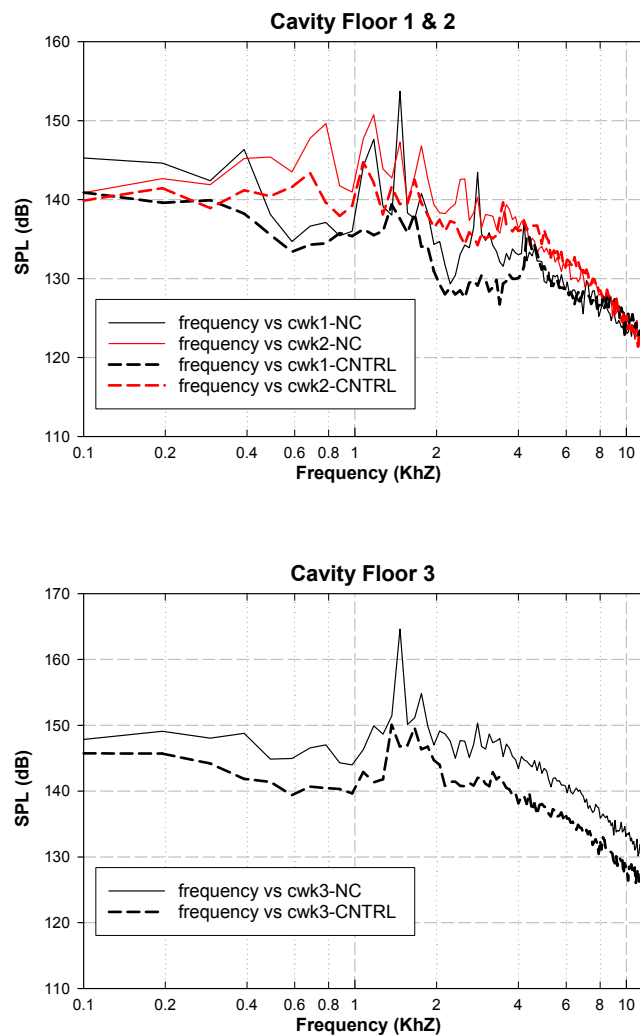 Cavity Floor 1 & 2
160
150
140
130
120
110
SPL (dB)
frequency vs cwk1-NC
frequency vs cwk2-NC
frequency vs cwk1-CNTRL
frequency vs cwk2-CNTRL
0.1 0.2 0.4 0.6 0.8 1 2 4 6 8 10
Frequency (KhZ)
Cavity Floor 3
170
160
150
140
130
120
110
SPL (dB)
frequency vs cwk3-NC
frequency vs cwk3-CNTRL
0.1 0.2 0.4 0.6 0.8 1 2 4 6 8 10
Frequency (KhZ)